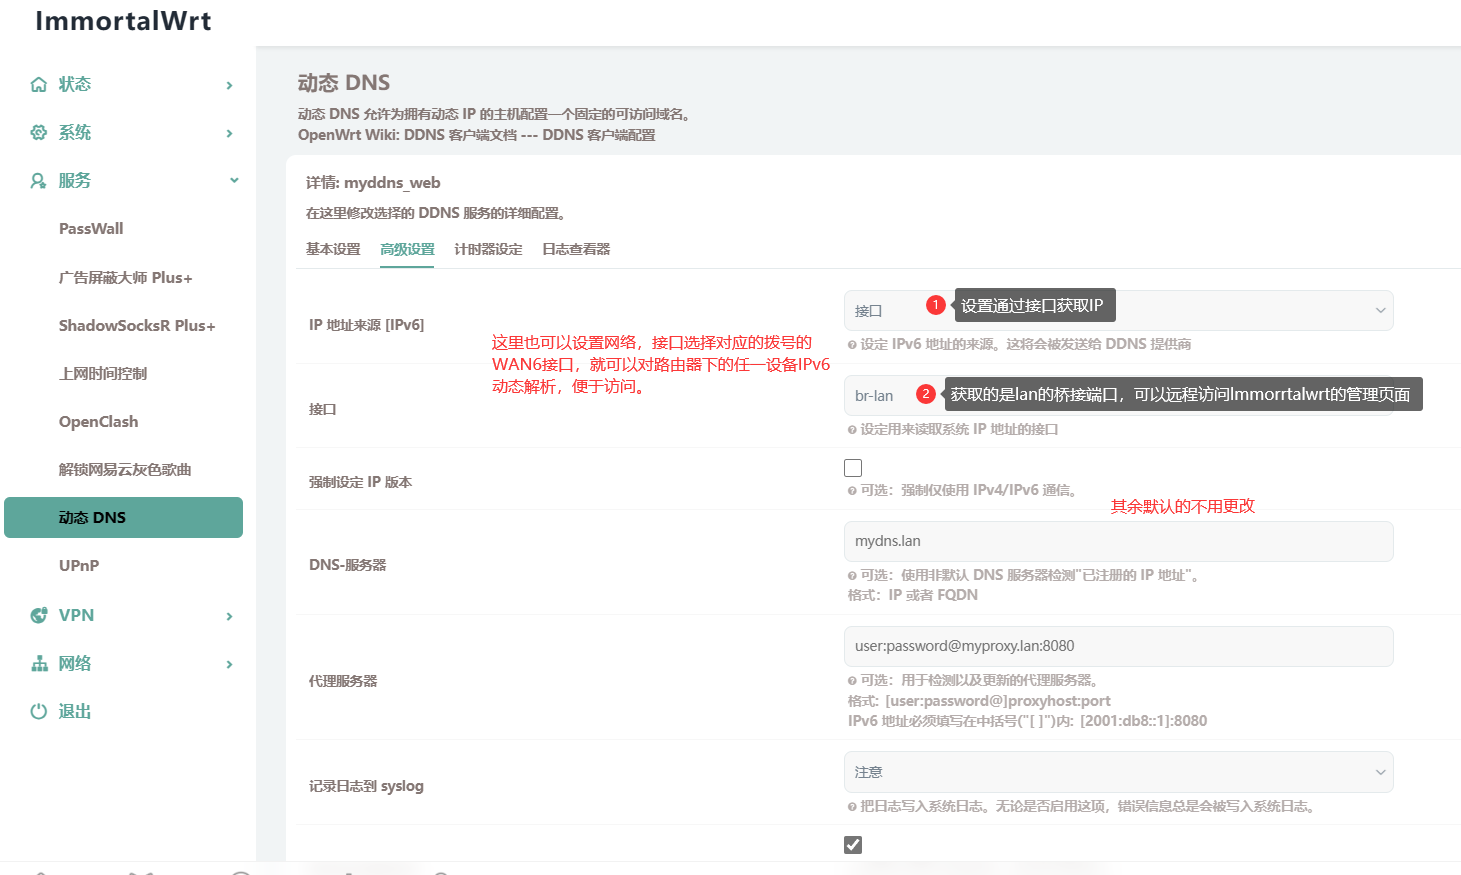 ImmortalWrt
状态
系统
服务
PassWall
广告屏蔽大师 Plus+
ShadowSocksR Plus+
上网时间控制
OpenClash
解锁网易云灰色歌曲
动态 DNS
UPnP
VPN
网络
退出
动态 DNS
动态 DNS 允许为拥有动态 IP 的主机配置一个固定的可访问域名。
OpenWrt Wiki: DDNS 客户端文档 --- DDNS 客户端配置
详情: myddns_web
在这里修改选择的 DDNS 服务的详细配置。
基本设置 高级设置 计时器设定 日志查看器
IP 地址来源 [IPv6]
接口
1 设置通过接口获取IP
设定 IPv6 地址的来源。这将会被发送给 DDNS 提供商
这里也可以设置网络，接口选择对应的拨号的
WAN6接口，就可以对路由器下的任一设备IPv6
动态解析，便于访问。
接口
br-lan
2 获取的是lan的桥接端口，可以远程访问Immorrtalwrt的管理页面
设定用来读取系统 IP 地址的接口
强制设定 IP 版本
可选：强制仅使用 IPv4/IPv6 通信。
其余默认的不用更改
DNS-服务器
mydns.lan
可选：使用非默认 DNS 服务器检测"已注册的 IP 地址"。
格式：IP 或者 FQDN
代理服务器
user:password@myproxy.lan:8080
可选：用于检测以及更新的代理服务器。
格式: [user:password@]proxyhost:port
IPv6 地址必须填写在中括号("[ ]")内: [2001:db8::1]:8080
记录日志到 syslog
注意
把日志写入系统日志。无论是否启用这项，错误信息总是会被写入系统日志。